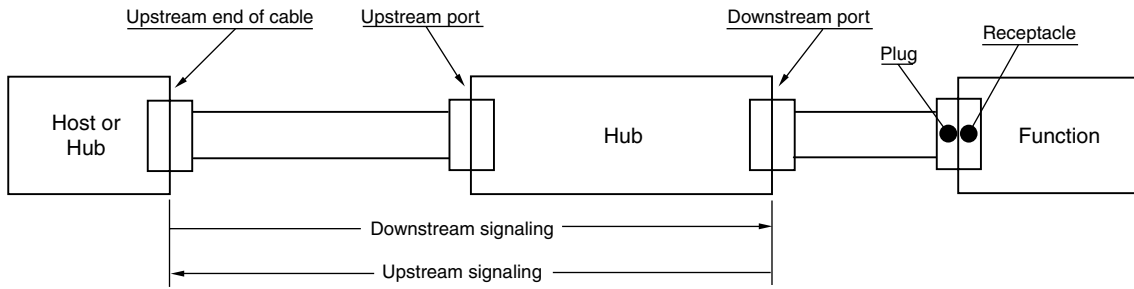 Upstream end of cable
Upstream port
Downstream port
Receptacle
Plug
Host or
Hub
Hub
Function
Downstream signaling
Upstream signaling